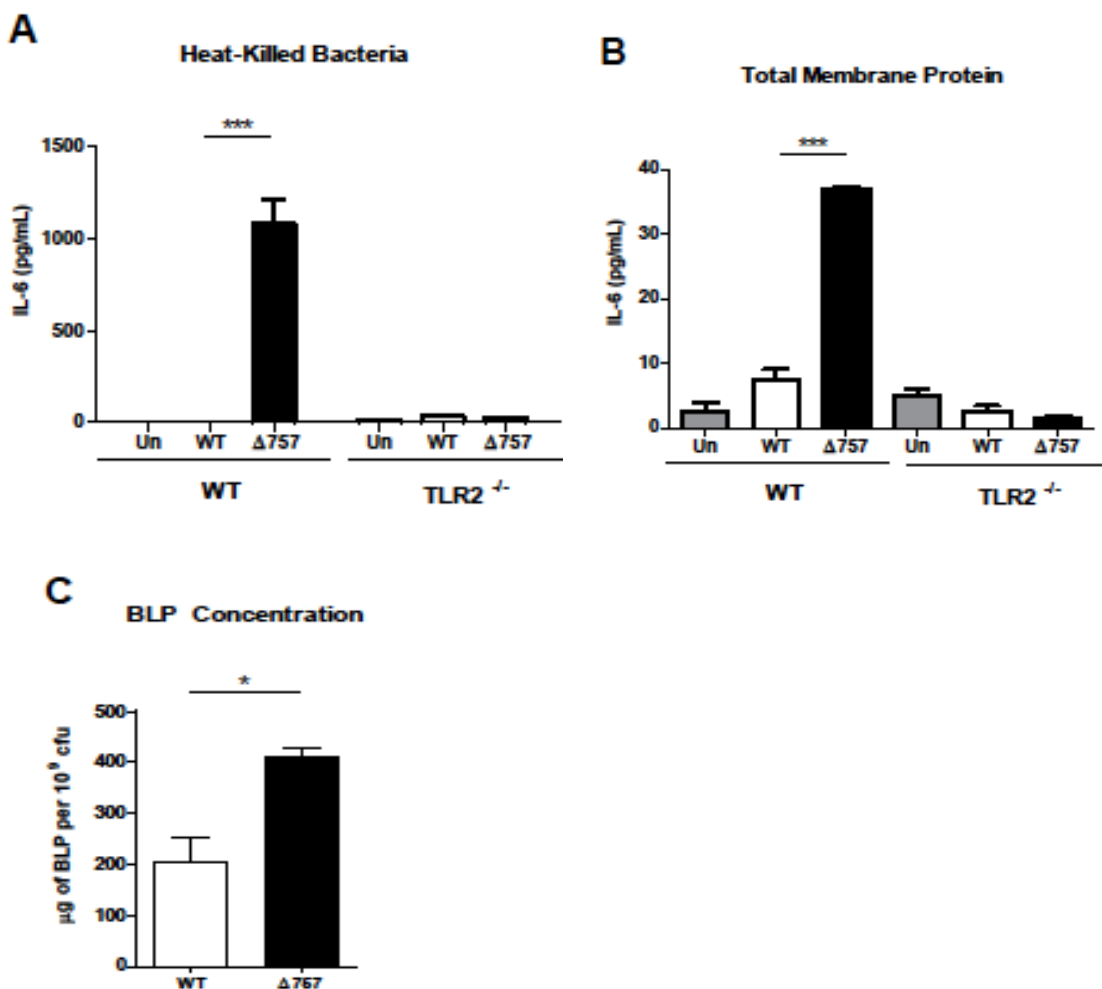 A
Heat-Killed Bacteria
***
IL-6 (pg/mL)
1500
1000
500
0
Un WT Δ757 Un WT Δ757
WT TLR2 -/-
B
Total Membrane Protein
***
IL-6 (pg/mL)
40
30
20
10
0
Un WT Δ757 Un WT Δ757
WT TLR2 -/-
C
BLP Concentration
*
µg of BLP per 10⁹ cfu
500
400
300
200
100
0
WT Δ757